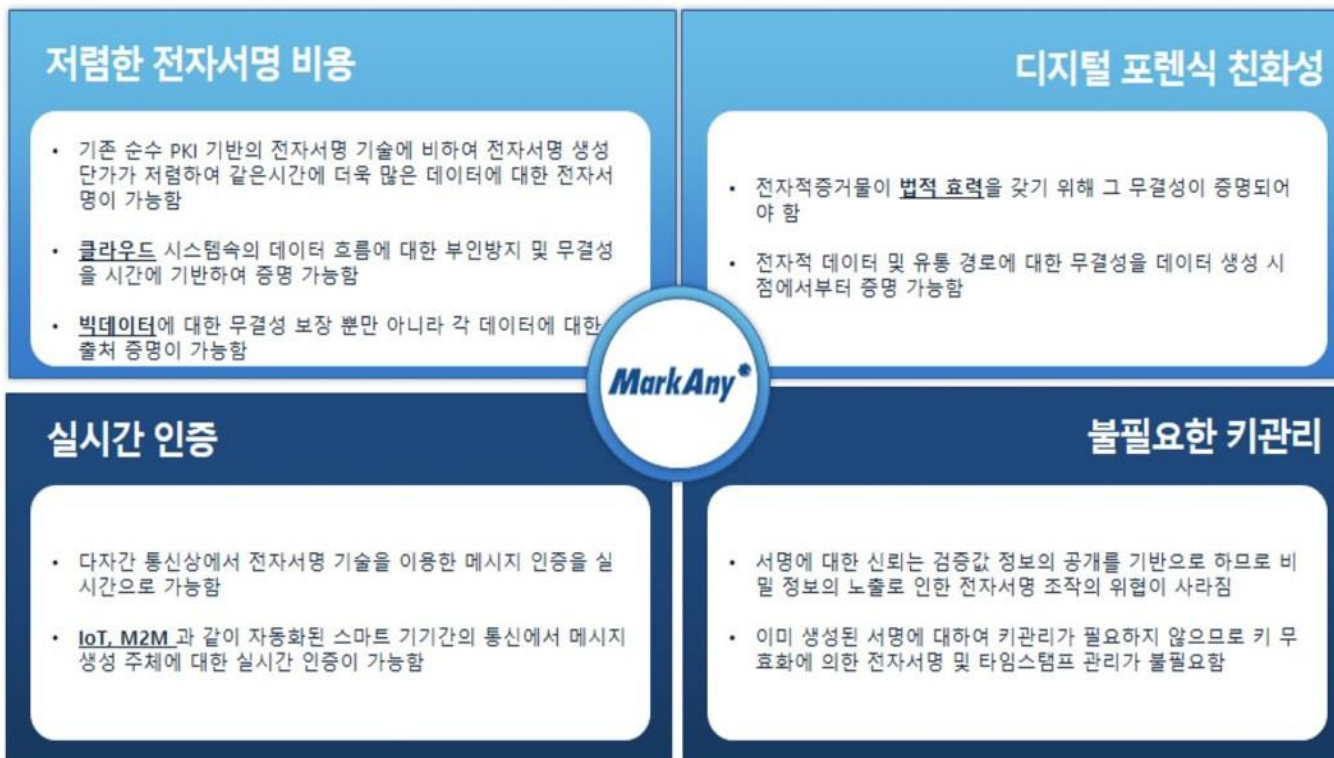 저렴한 전자서명 비용
• 기존 순수 PKI 기반의 전자서명 기술에 비하여 전자서명 생성
단가가 저렴하여 같은시간에 더욱 많은 데이터에 대한 전자서
명이 가능함
• 클라우드 시스템속의 데이터 흐름에 대한 부인방지 및 무결성
을 시간에 기반하여 증명 가능함
• 빅데이터에 대한 무결성 보장 뿐만 아니라 각 데이터에 대한
출처 증명이 가능함
디지털 포렌식 친화성
• 전자적증거물이 법적 효력을 갖기 위해 그 무결성이 증명되어
야 함
• 전자적 데이터 및 유통 경로에 대한 무결성을 데이터 생성 시
점에서부터 증명 가능함
MarkAny
실시간 인증
• 다자간 통신상에서 전자서명 기술을 이용한 메시지 인증을 실
시간으로 가능함
• IoT, M2M 과 같이 자동화된 스마트 기기간의 통신에서 메시지
생성 주체에 대한 실시간 인증이 가능함
불필요한 키관리
• 서명에 대한 신뢰는 검증값 정보의 공개를 기반으로 하므로 비
밀 정보의 노출로 인한 전자서명 조작의 위협이 사라짐
• 이미 생성된 서명에 대하여 키관리가 필요하지 않으므로 키 무
효화에 의한 전자서명 및 타임스탬프 관리가 불필요함